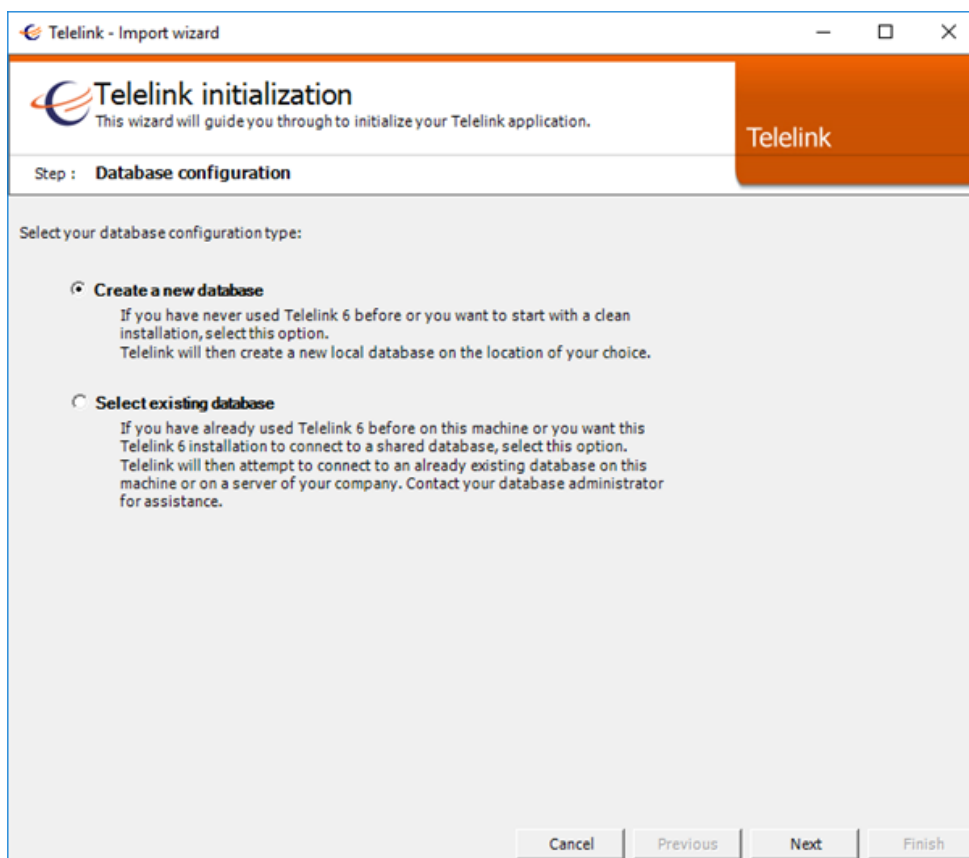 Telelink - Import wizard
Telelink initialization
This wizard will guide you through to initialize your Telelink application.
Telelink
Step : Database configuration
Select your database configuration type:
Create a new database
If you have never used Telelink 6 before or you want to start with a clean
installation, select this option.
Telelink will then create a new local database on the location of your choice.
Select existing database
If you have already used Telelink 6 before on this machine or you want this
Telelink 6 installation to connect to a shared database, select this option.
Telelink will then attempt to connect to an already existing database on this
machine or on a server of your company. Contact your database administrator
for assistance.
Cancel Previous Next Finish